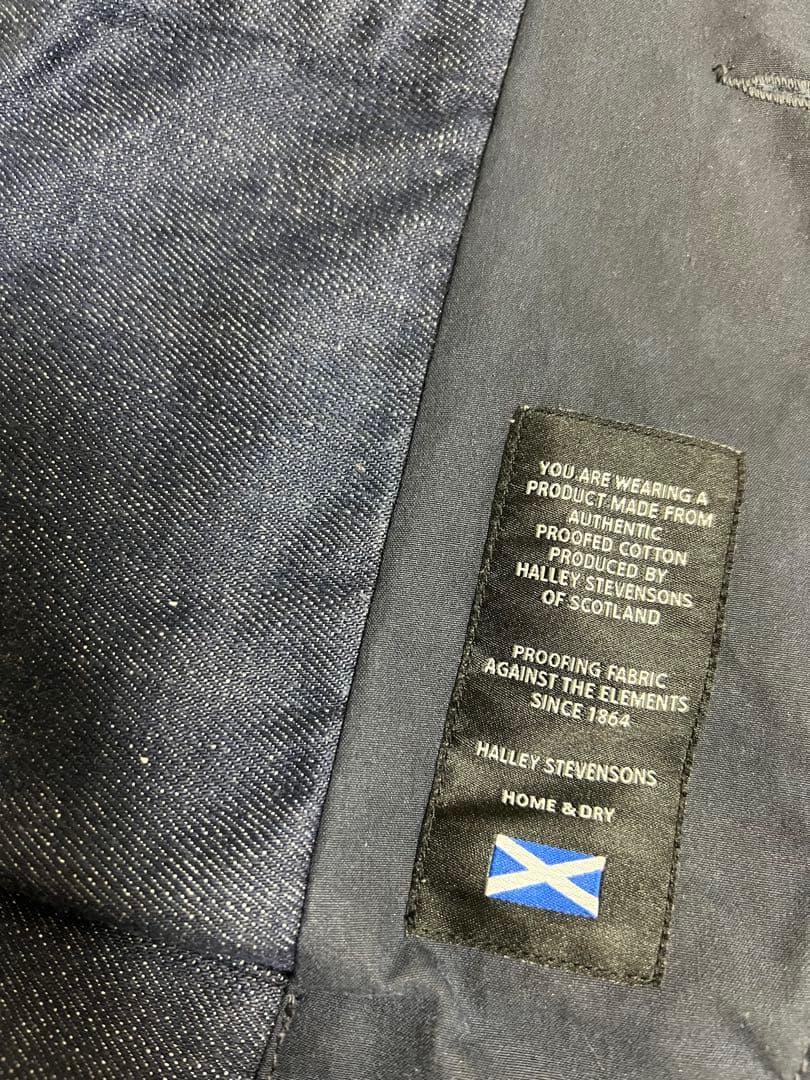 YOU ARE WEARING A
PRODUCT MADE FROM
AUTHENTIC
PROOFED COTTON
PRODUCED BY
HALLEY STEVENSONS
OF SCOTLAND
PROOFING FABRIC
AGAINST THE ELEMENTS
SINCE 1864
HALLEY STEVENSONS
HOME & DRY